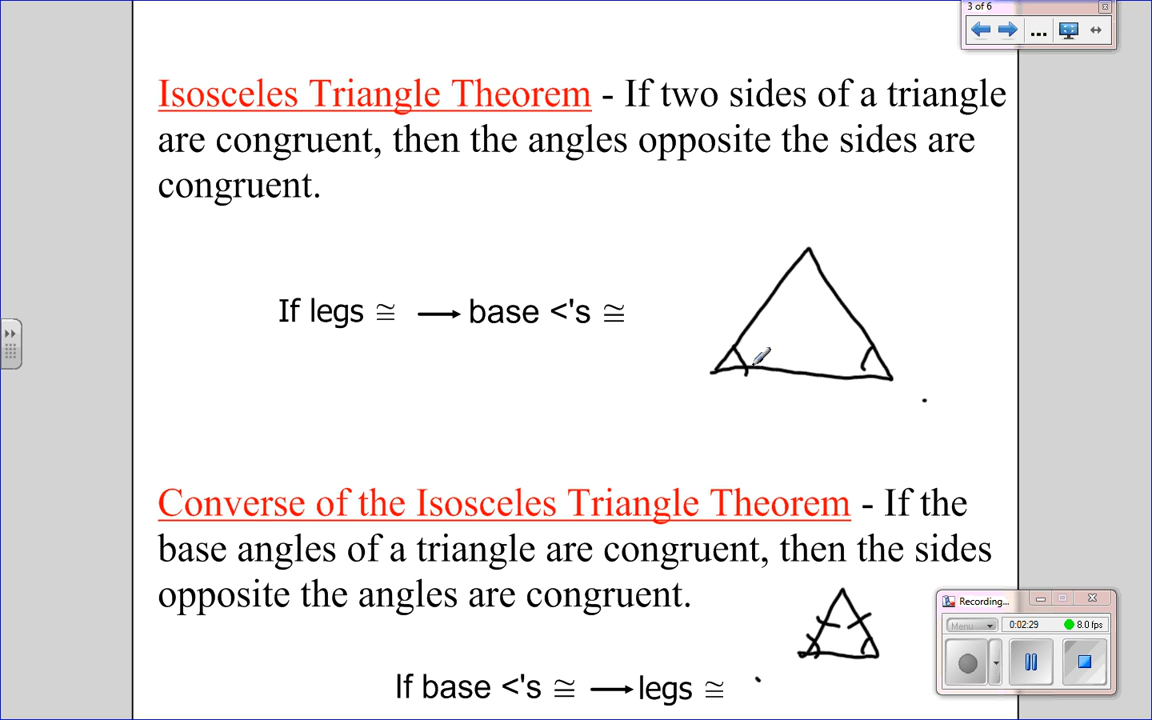 3 of 6
...
Isosceles Triangle Theorem - If two sides of a triangle
are congruent, then the angles opposite the sides are
congruent.
If legs ≅ → base <'s ≅
Converse of the Isosceles Triangle Theorem - If the
base angles of a triangle are congruent, then the sides
opposite the angles are congruent.
If base <'s ≅ → legs ≅
Recording...
Menu 0:02:29 8.0 fps